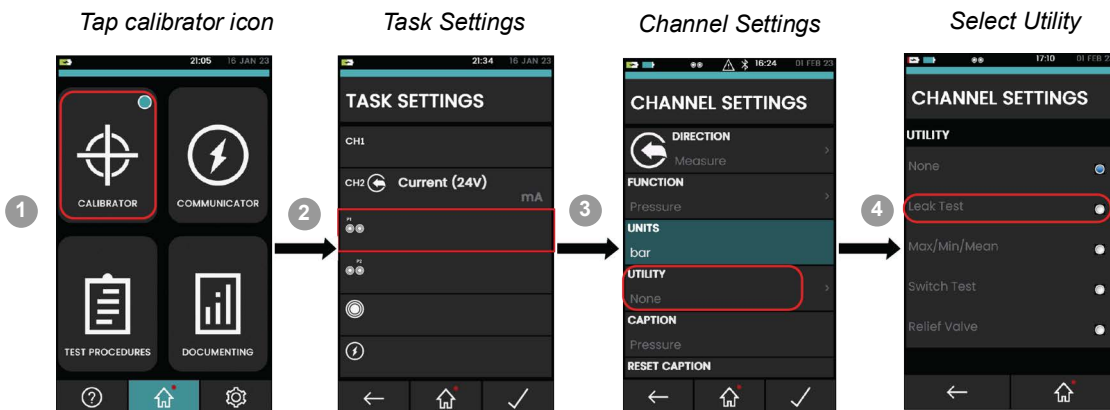 Tap calibrator icon
Task Settings
Channel Settings
Select Utility
1
21:05 16 JAN 23
CALIBRATOR
COMMUNICATOR
TEST PROCEDURES
DOCUMENTING
2
21:34 16 JAN 23
TASK SETTINGS
CH1
CH2 Current (24V)
mA
P1
P2
3
16:24 01 FEB 23
CHANNEL SETTINGS
DIRECTION
Measure
FUNCTION
Pressure
UNITS
bar
UTILITY
None
CAPTION
Pressure
RESET CAPTION
4
17:10 01 FEB 23
CHANNEL SETTINGS
UTILITY
None
Leak Test
Max/Min/Mean
Switch Test
Relief Valve